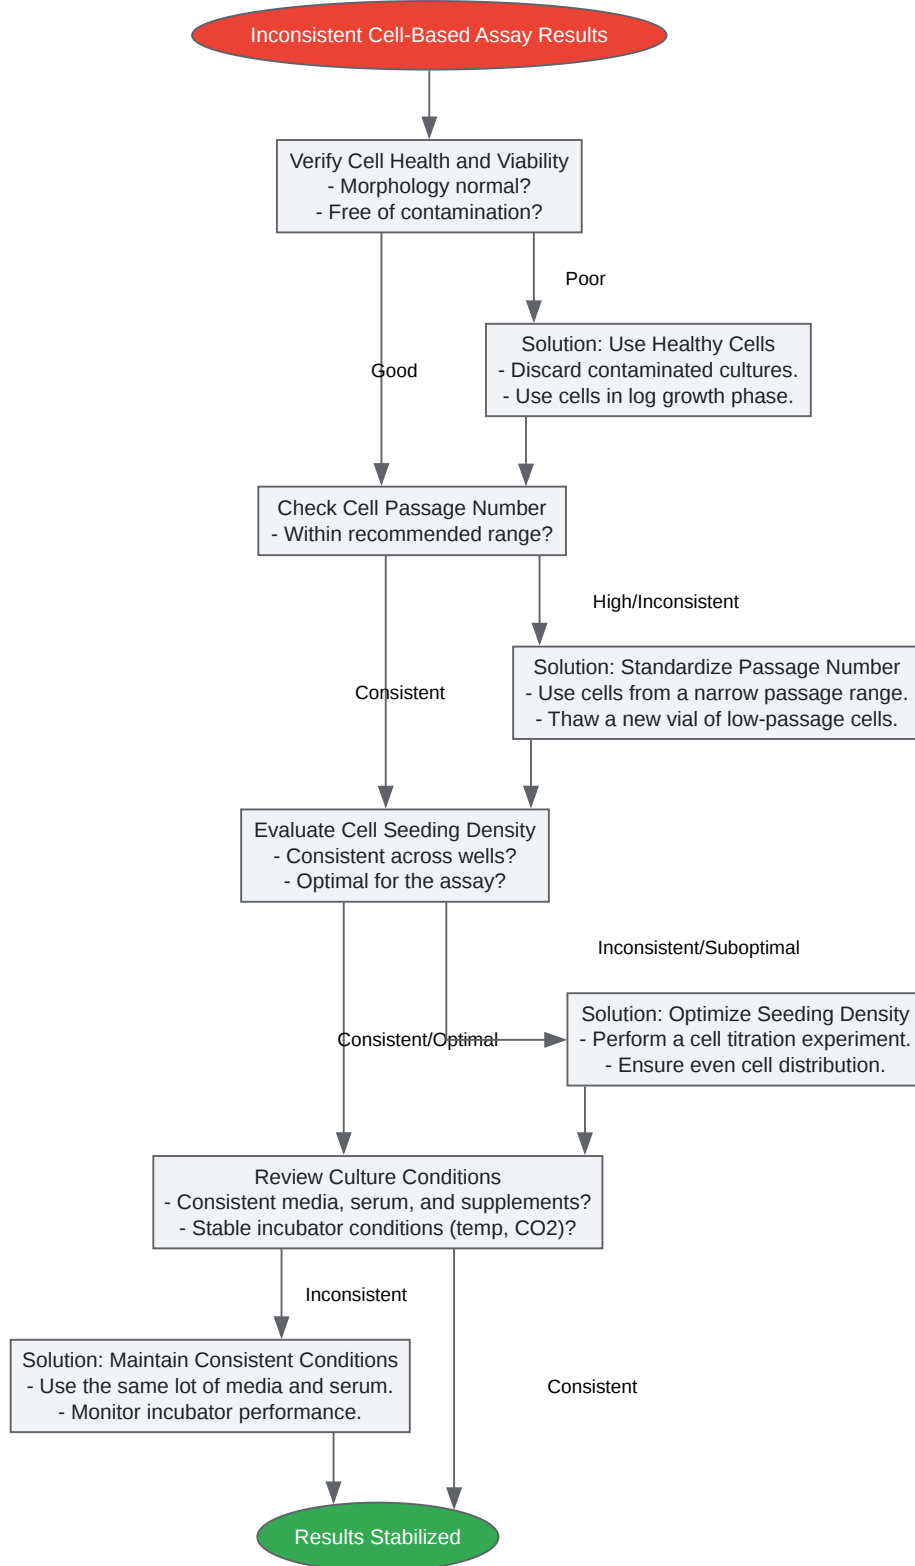 Inconsistent Cell-Based Assay Results
Verify Cell Health and Viability
- Morphology normal?
- Free of contamination?
Poor
Solution: Use Healthy Cells
- Discard contaminated cultures.
- Use cells in log growth phase.
Good
Check Cell Passage Number
- Within recommended range?
High/Inconsistent
Solution: Standardize Passage Number
- Use cells from a narrow passage range.
- Thaw a new vial of low-passage cells.
Consistent
Evaluate Cell Seeding Density
- Consistent across wells?
- Optimal for the assay?
Inconsistent/Suboptimal
Solution: Optimize Seeding Density
- Perform a cell titration experiment.
- Ensure even cell distribution.
Consistent/Optimal
Review Culture Conditions
- Consistent media, serum, and supplements?
- Stable incubator conditions (temp, CO2)?
Inconsistent
Solution: Maintain Consistent Conditions
- Use the same lot of media and serum.
- Monitor incubator performance.
Consistent
Results Stabilized